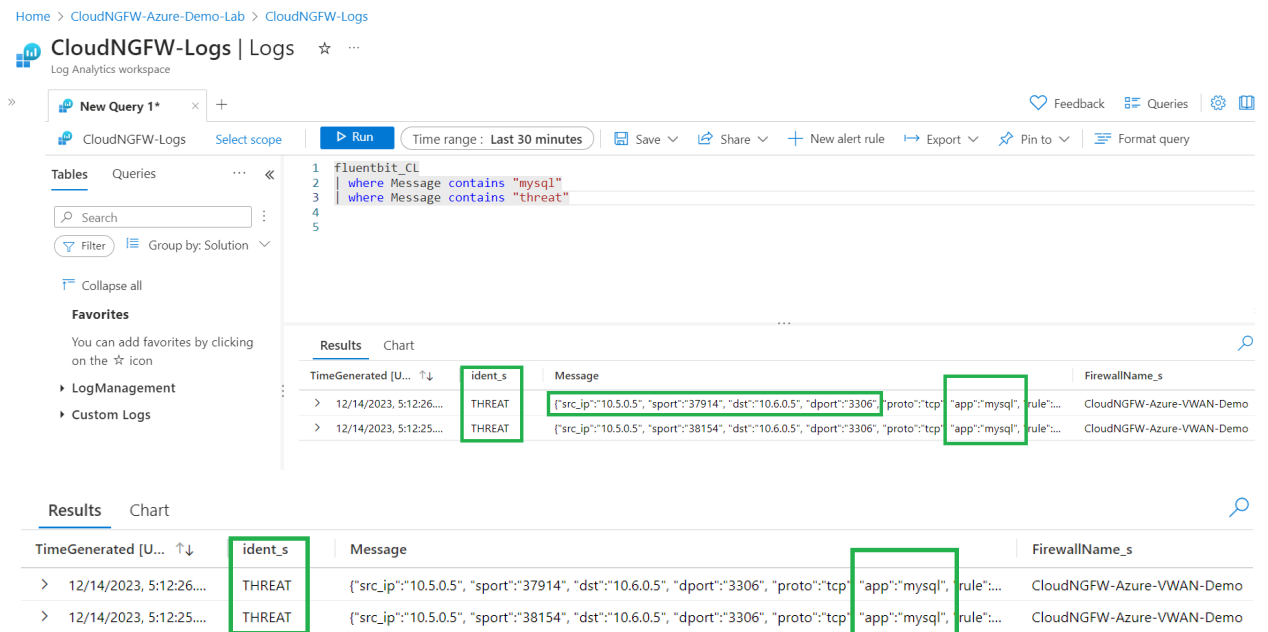 Home > CloudNGFW-Azure-Demo-Lab > CloudNGFW-Logs
CloudNGFW-Logs | Logs ☆ ...
Log Analytics workspace
» New Query 1* × + Feedback Queries
CloudNGFW-Logs Select scope Run Time range : Last 30 minutes Save Share New alert rule Export Pin to Format query
Tables Queries ... «
1 fluentbit_CL
2 | where Message contains "mysql"
3 | where Message contains "threat"
4
5
Search
Filter Group by: Solution
Collapse all
Favorites
You can add favorites by clicking
on the ☆ icon
LogManagement
Custom Logs
...
Results Chart
TimeGenerated [U... ↑↓ ident_s Message FirewallName_s
> 12/14/2023, 5:12:26.... THREAT {"src_ip":"10.5.0.5", "sport":"37914", "dst":"10.6.0.5", "dport":"3306", "proto":"tcp" "app":"mysql", "rule":... CloudNGFW-Azure-VWAN-Demo
> 12/14/2023, 5:12:25.... THREAT {"src_ip":"10.5.0.5", "sport":"38154", "dst":"10.6.0.5", "dport":"3306", "proto":"tcp" "app":"mysql", "rule":... CloudNGFW-Azure-VWAN-Demo
Results Chart
TimeGenerated [U... ↑↓ ident_s Message FirewallName_s
> 12/14/2023, 5:12:26.... THREAT {"src_ip":"10.5.0.5", "sport":"37914", "dst":"10.6.0.5", "dport":"3306", "proto":"tcp" "app":"mysql", "rule":... CloudNGFW-Azure-VWAN-Demo
> 12/14/2023, 5:12:25.... THREAT {"src_ip":"10.5.0.5", "sport":"38154", "dst":"10.6.0.5", "dport":"3306", "proto":"tcp" "app":"mysql", "rule":... CloudNGFW-Azure-VWAN-Demo